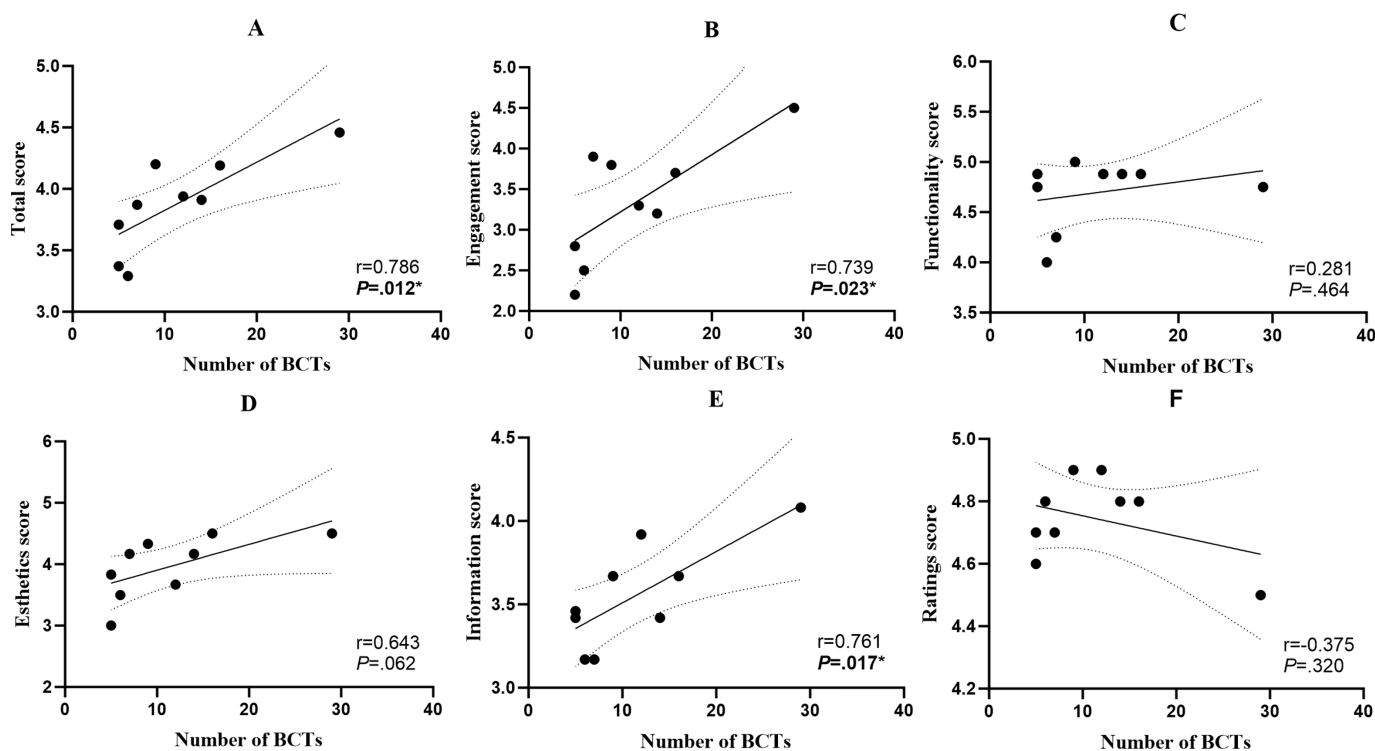 A
Total score
5.0
4.5
4.0
3.5
3.0
0
10
20
30
40
r=0.786
P=.012*
Number of BCTs
B
Engagement score
5.0
4.5
4.0
3.5
3.0
2.5
2.0
0
10
20
30
40
r=0.739
P=.023*
Number of BCTs
C
Functionality score
6.0
5.5
5.0
4.5
4.0
3.5
0
10
20
30
40
r=0.281
P=.464
Number of BCTs
D
Esthetics score
6
5
4
3
2
0
10
20
30
40
r=0.643
P=.062
Number of BCTs
E
Information score
4.5
4.0
3.5
3.0
0
10
20
30
40
r=0.761
P=.017*
Number of BCTs
F
Ratings score
5.0
4.8
4.6
4.4
4.2
0
10
20
30
40
r=-0.375
P=.320
Number of BCTs